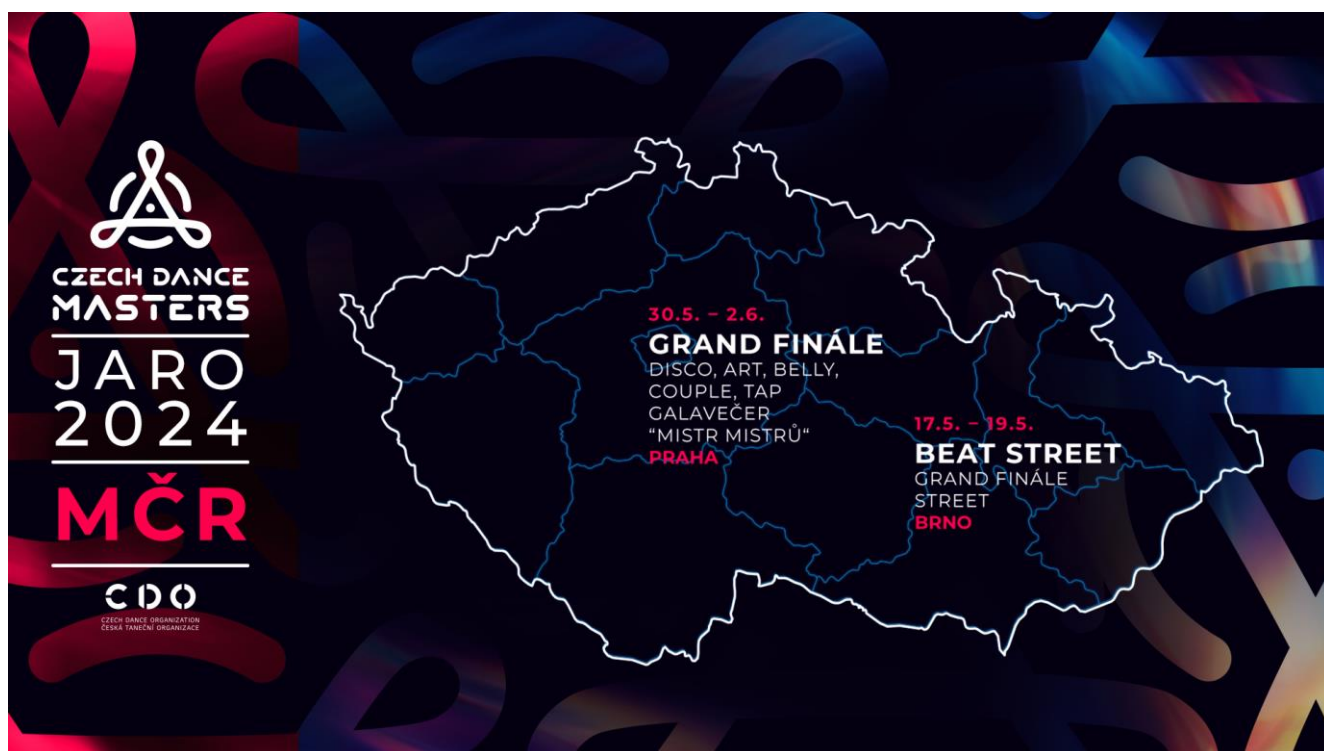 CZECH DANCE
MASTERS
JARO
2024
MČR
CDO
CZECH DANCE ORGANIZATION
ČESKÁ TANEČNÍ ORGANIZACE
30.5. – 2.6.
GRAND FINÁLE
DISCO, ART, BELLY,
COUPLE, TAP
GALAVEČER
“MISTR MISTRŮ“
PRAHA
17.5. – 19.5.
BEAT STREET
GRAND FINÁLE
STREET
BRNO